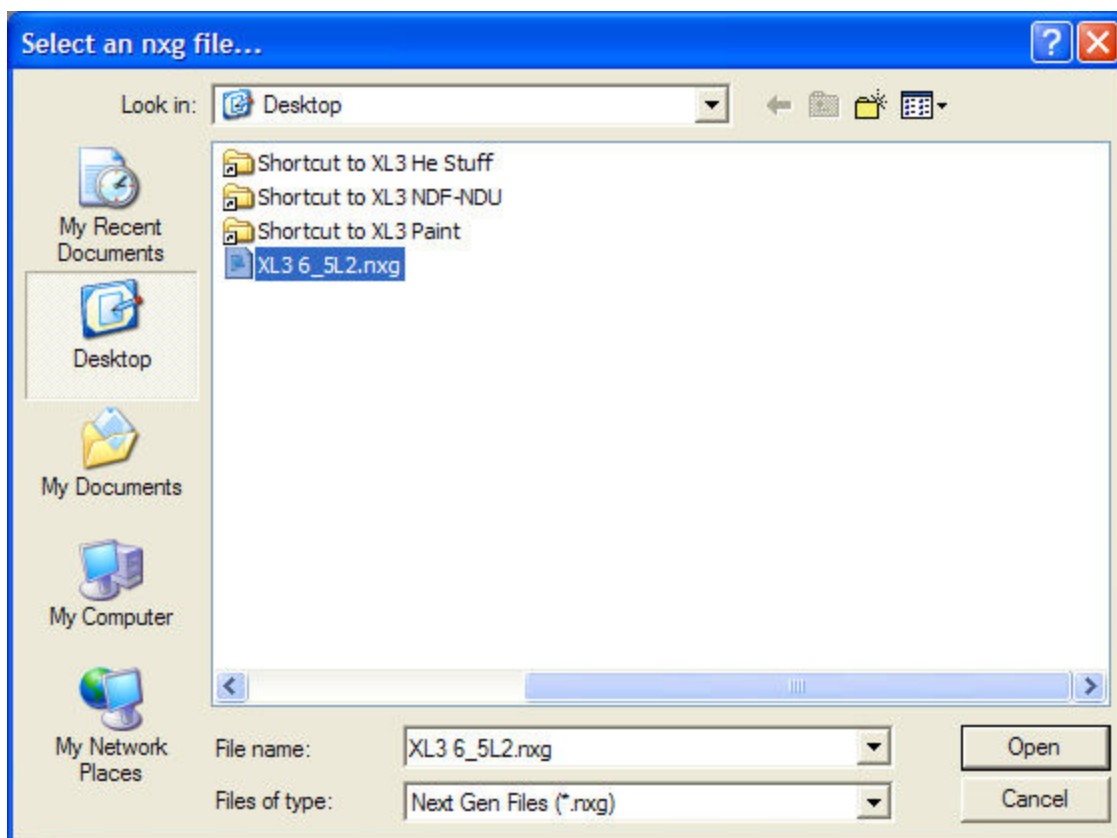 Select an nxg file...
Look in: Desktop
Shortcut to XL3 He Stuff
Shortcut to XL3 NDF-NDU
Shortcut to XL3 Paint
XL3 6_5L2.nxg
My Recent
Documents
Desktop
My Documents
My Computer
My Network
Places
File name: XL3 6_5L2.nxg Open
Files of type: Next Gen Files (*.nxg) Cancel